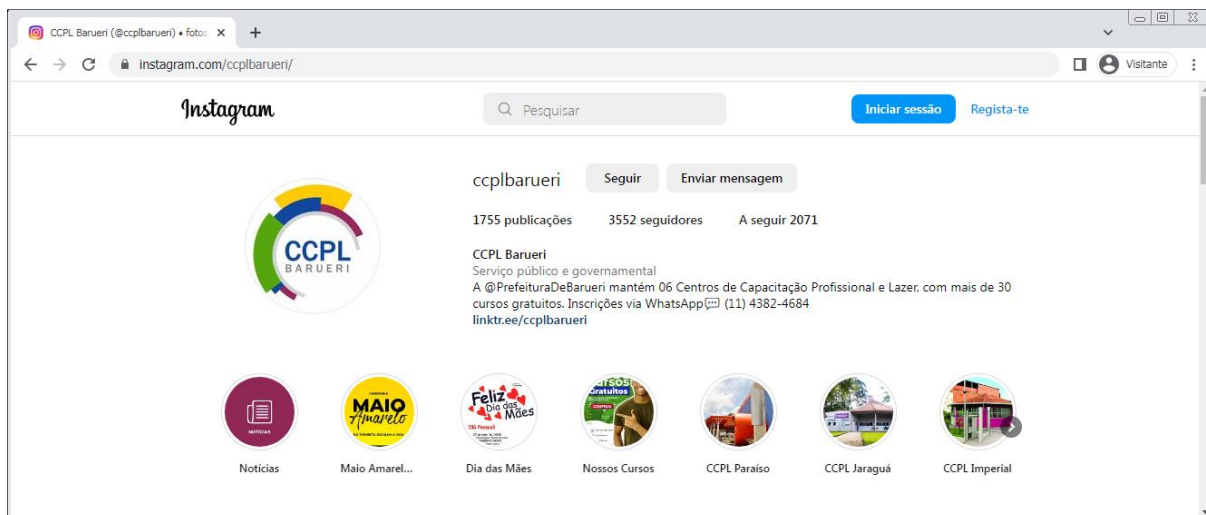 CCPL Barueri (@ccplbarueri) • fotos
instagram.com/ccplbarueri/
Visitante
Instagram
Pesquisar
Iniciar sessão
Regista-te
ccplbarueri
Seguir
Enviar mensagem
1755 publicações
3552 seguidores
A seguir 2071
CCPL
BARUERI
CCPL Barueri
Serviço público e governamental
A @PrefeituraDeBarueri mantém 06 Centros de Capacitação Profissional e Lazer, com mais de 30
cursos gratuitos. Inscrições via WhatsApp💬 (11) 4382-4684
linktr.ee/ccplbarueri
NOTÍCIAS
MAIO
Amarelo
Feliz
Dia das
Mães
Gratuitos
Notícias
Maio Amarel...
Dia das Mães
Nossos Cursos
CCPL Paraíso
CCPL Jaraguá
CCPL Imperial